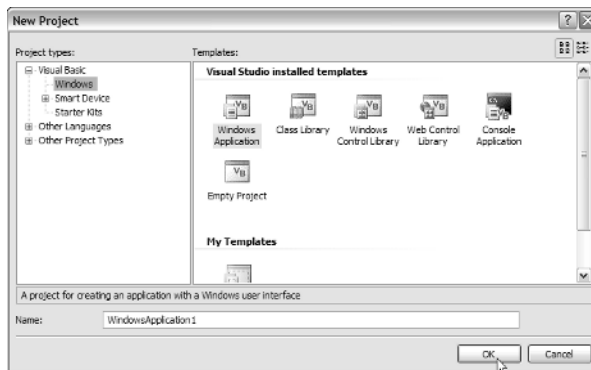 New Project
Project types:
Templates:
Visual Basic
Windows
Smart Device
Starter Kits
Other Languages
Other Project Types
Visual Studio installed templates
Windows Application
Class Library
Windows Control Library
Web Control Library
Console Application
Empty Project
My Templates
A project for creating an application with a Windows user interface
Name:
WindowsApplication1
OK
Cancel